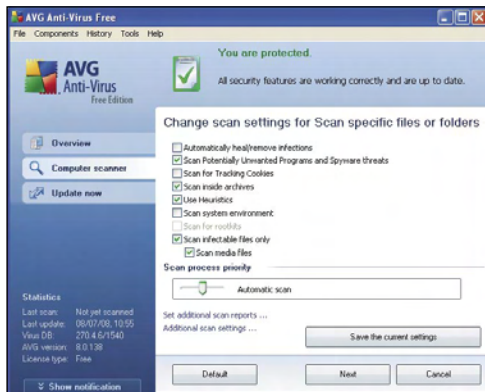 AVG Anti-Virus Free
File Components History Tools Help
AVG
Anti-Virus
Free Edition
You are protected.
All security features are working correctly and are up to date.
Overview
Computer scanner
Update now
Change scan settings for Scan specific files or folders
Automatically heal/remove infections
Scan Potentially Unwanted Programs and Spyware threats
Scan for Tracking Cookies
Scan inside archives
Use Heuristics
Scan system environment
Scan for rootkits
Scan infectable files only
Scan media files
Scan process priority
Automatic scan
Set additional scan reports ...
Additional scan settings ...
Save the current settings
Default
Next
Cancel
Statistics
Last scan: Not yet scanned
Last update: 08/07/08, 10:55
Virus DB: 270.4.6/1540
AVG version: 8.0.138
License type: Free
Show notification